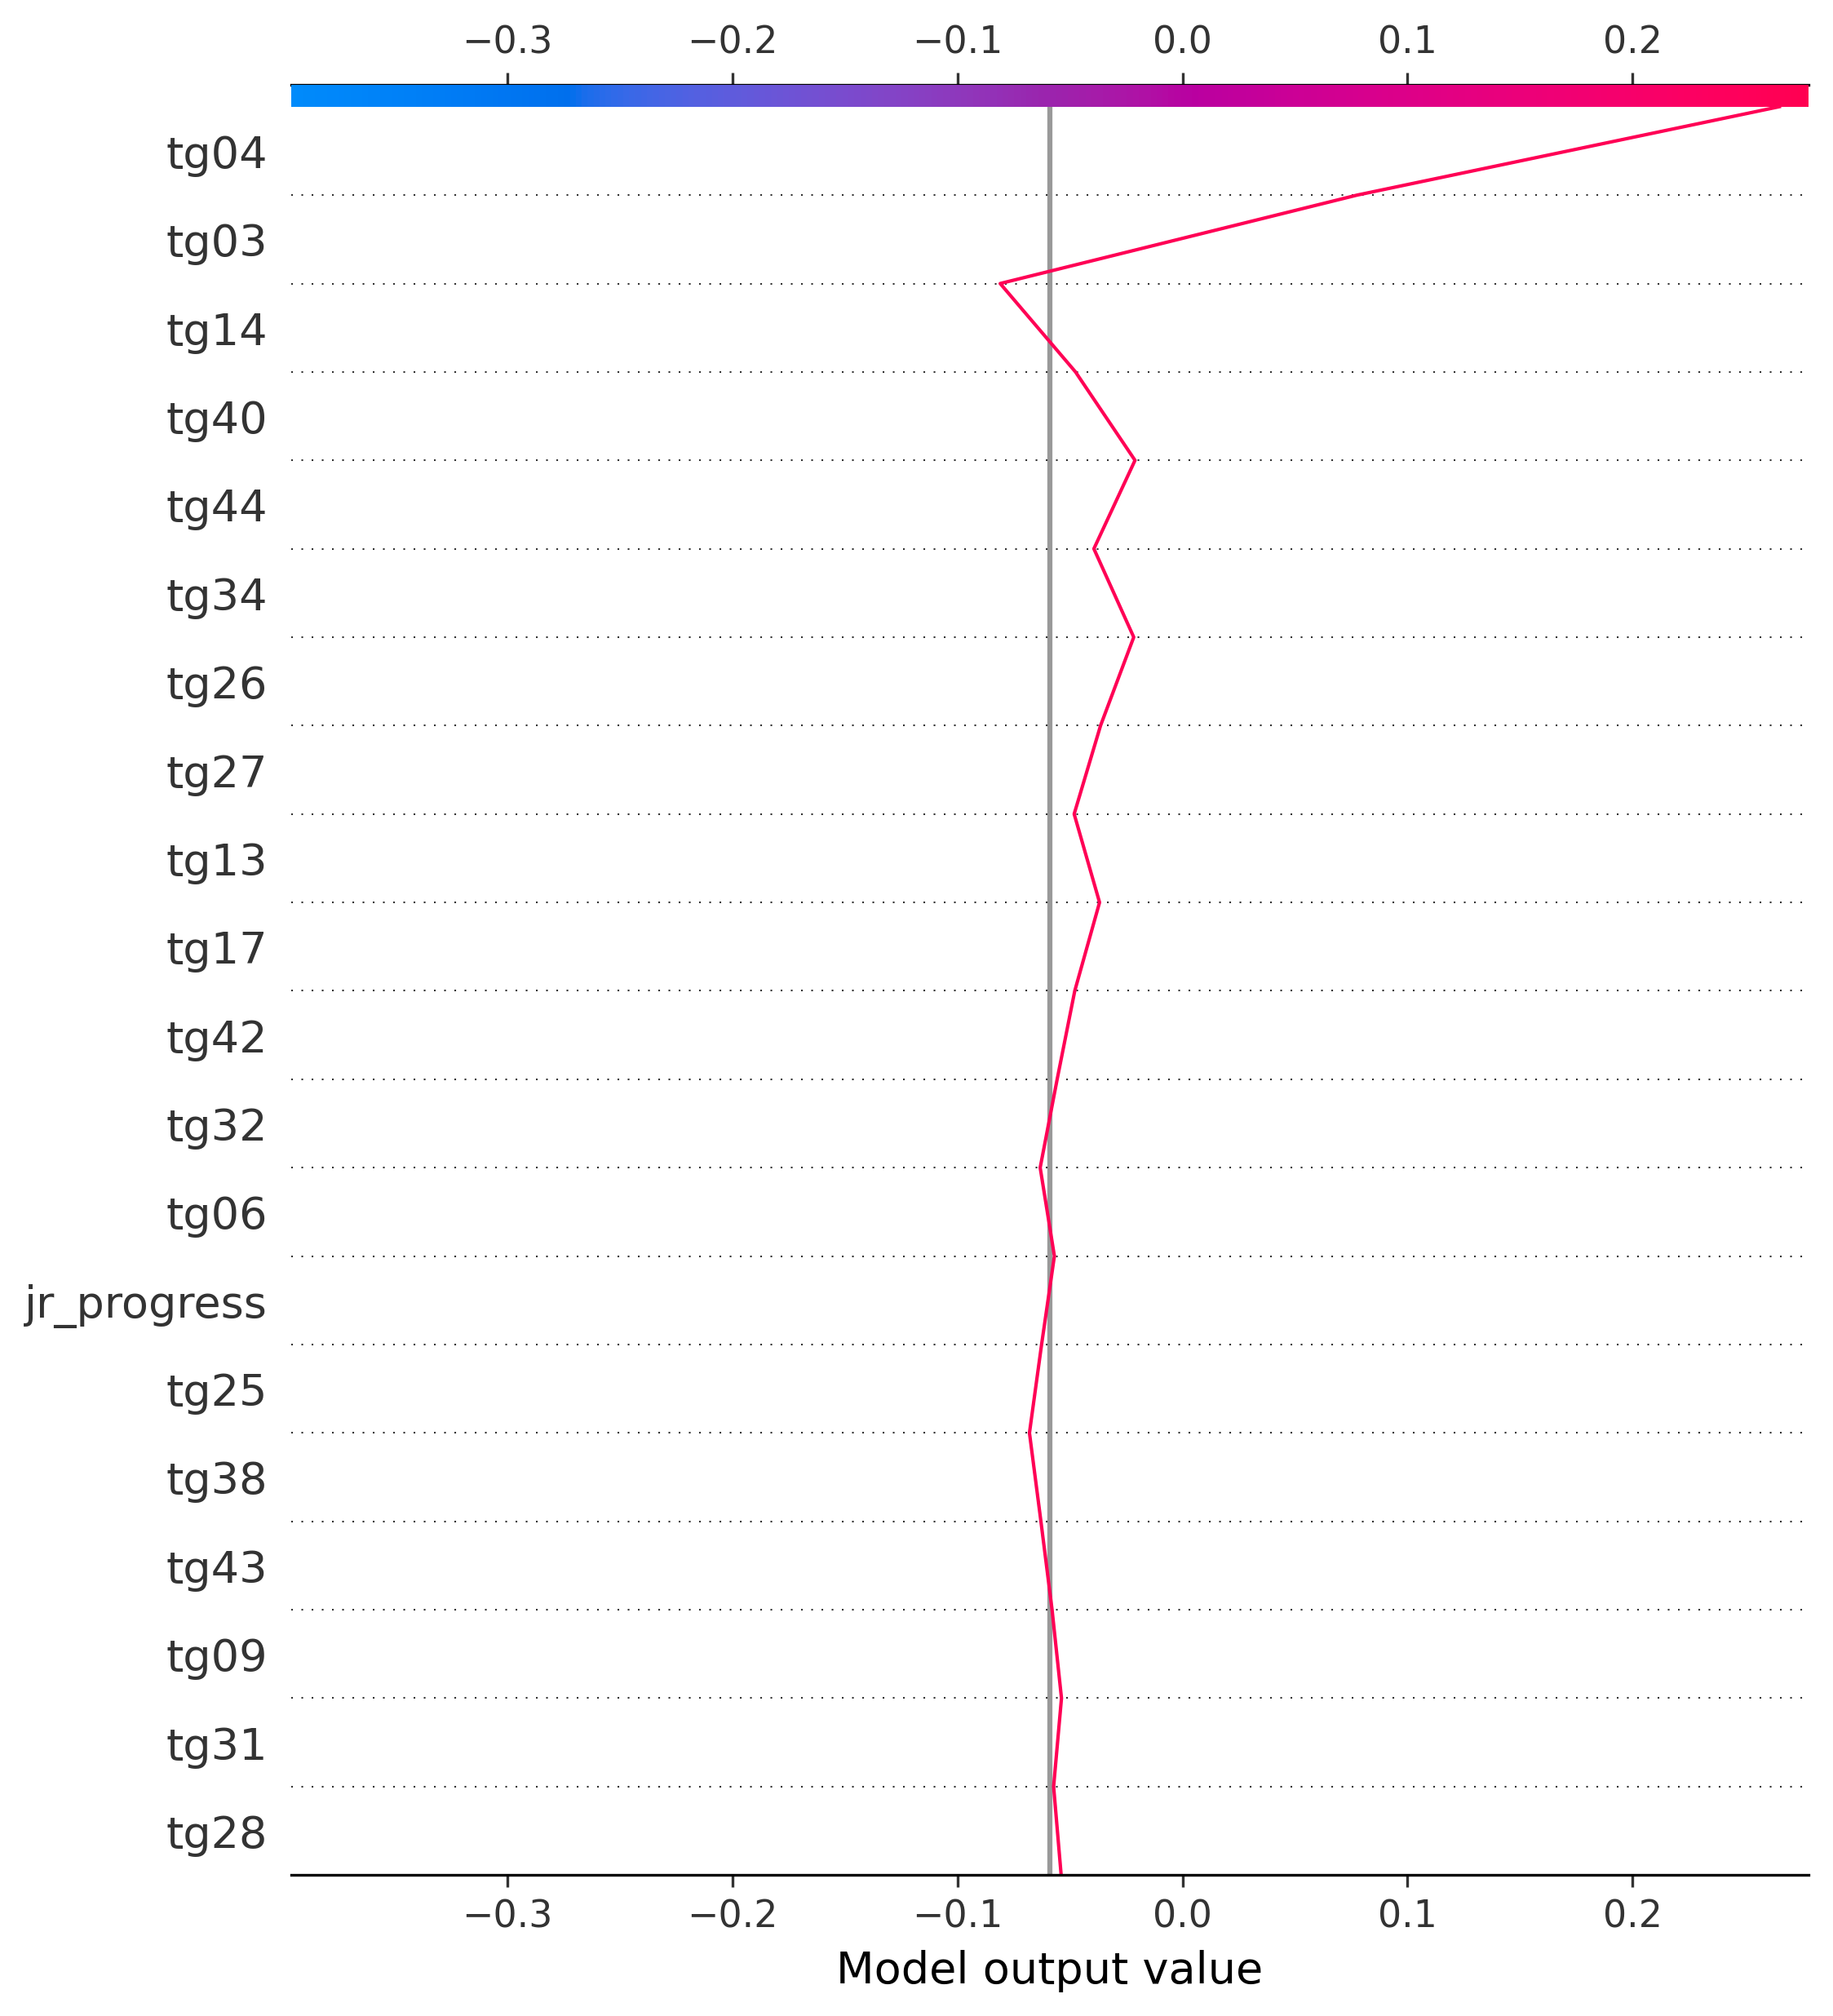 −0.3 −0.2 −0.1 0.0 0.1 0.2
tg04
tg03
tg14
tg40
tg44
tg34
tg26
tg27
tg13
tg17
tg42
tg32
tg06
jr_progress
tg25
tg38
tg43
tg09
tg31
tg28
−0.3 −0.2 −0.1 0.0 0.1 0.2
Model output value